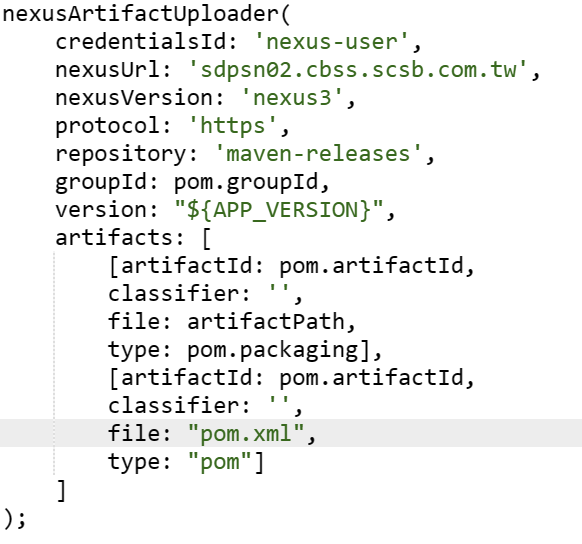 nexusArtifactUploader(
    credentialsId: 'nexus-user',
    nexusUrl: 'sdpsn02.cbss.scsb.com.tw',
    nexusVersion: 'nexus3',
    protocol: 'https',
    repository: 'maven-releases',
    groupId: pom.groupId,
    version: "${APP_VERSION}",
    artifacts: [
        [artifactId: pom.artifactId,
        classifier: '',
        file: artifactPath,
        type: pom.packaging],
        [artifactId: pom.artifactId,
        classifier: '',
        file: "pom.xml",
        type: "pom"]
    ]
);